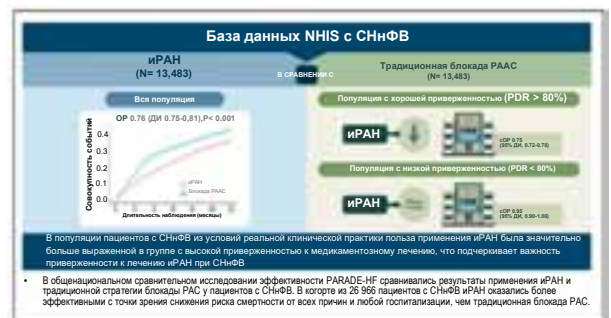 База данных NHIS с СНнФВ
иРАН
(N= 13,483)
В СРАВНЕНИИ С
Традиционная блокада РААС
(N= 13,483)
Вся популяция
ОР 0.76 (ДИ 0.75-0,81),P< 0.001
Совокупность событий
0.4
0.3
0.2
0.1
0.0
иРАН
Блокада РААС
Длительность наблюдения (месяцы)
Популяция с хорошей приверженностью (PDR > 80%)
иРАН
сОР 0.75
(95% ДИ, 0.72-0.78)
Популяция с низкой приверженностью (PDR < 80%)
иРАН
сОР 0.95
(95% ДИ, 0.90-1.00)
В популяции пациентов с СНнФВ из условий реальной клинической практики польза применения иРАН была значительно
больше выраженной в группе с высокой приверженностью к медикаментозному лечению, что подчеркивает важность
приверженности к лечению иРАН при СНнФВ
• В общенациональном сравнительном исследовании эффективности PARADE-HF сравнивались результаты применения иРАН и
традиционной стратегии блокады РАС у пациентов с СНнФВ. В когорте из 26 966 пациентов с СНнФВ иРАН оказались более
эффективными с точки зрения снижения риска смертности от всех причин и любой госпитализации, чем традиционная блокада РАС.